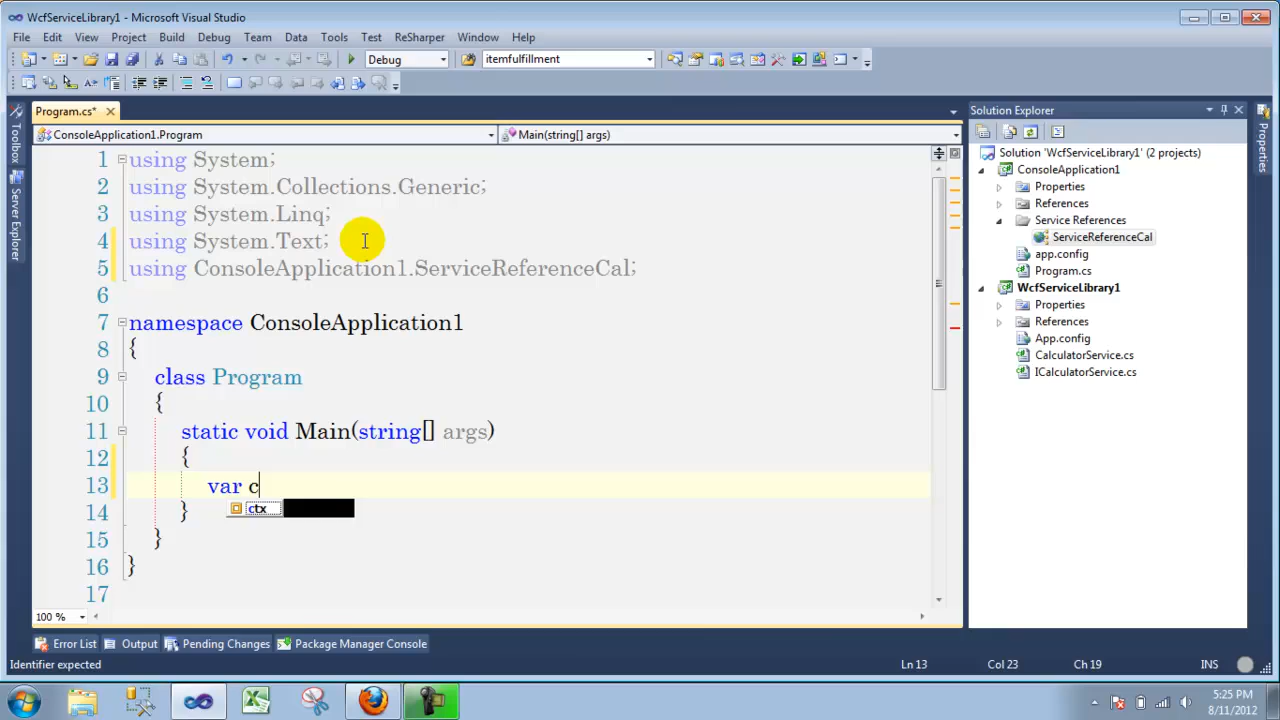 WcfServiceLibrary1 - Microsoft Visual Studio
File Edit View Project Build Debug Team Data Tools Test ReSharper Window Help
Debug itemfulfillment
Program.cs* Solution Explorer
ConsoleApplication1.Program Main(string[] args)
Toolbox
Server Explorer
Properties
1 using System;
2 using System.Collections.Generic;
3 using System.Linq;
4 using System.Text;
5 using ConsoleApplication1.ServiceReferenceCal;
6
7 namespace ConsoleApplication1
8 {
9 class Program
10 {
11 static void Main(string[] args)
12 {
13 var c
ctx
14 }
15 }
16 }
17
Solution 'WcfServiceLibrary1' (2 projects)
ConsoleApplication1
Properties
References
Service References
ServiceReferenceCal
app.config
Program.cs
WcfServiceLibrary1
Properties
References
App.config
CalculatorService.cs
ICalculatorService.cs
100 %
Error List Output Pending Changes Package Manager Console
Identifier expected Ln 13 Col 23 Ch 19 INS
5:25 PM
8/11/2012